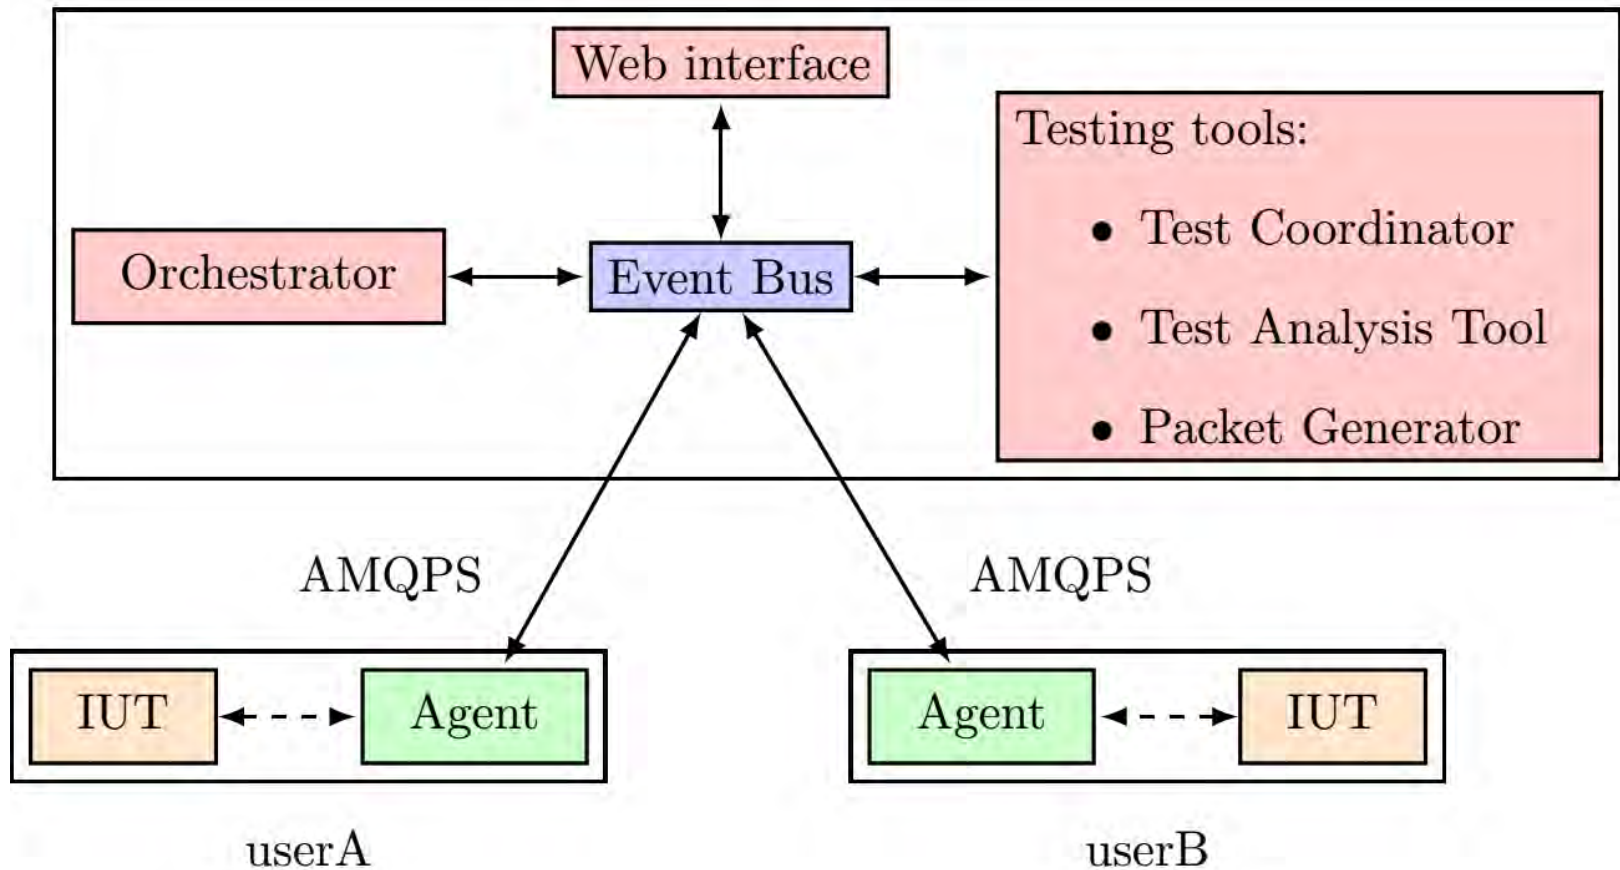 Web interface
Testing tools:
• Test Coordinator
Orchestrator
Event Bus
• Test Analysis Tool
• Packet Generator
AMQPS
AMQPS
IUT
Agent
Agent
IUT
userA
userB